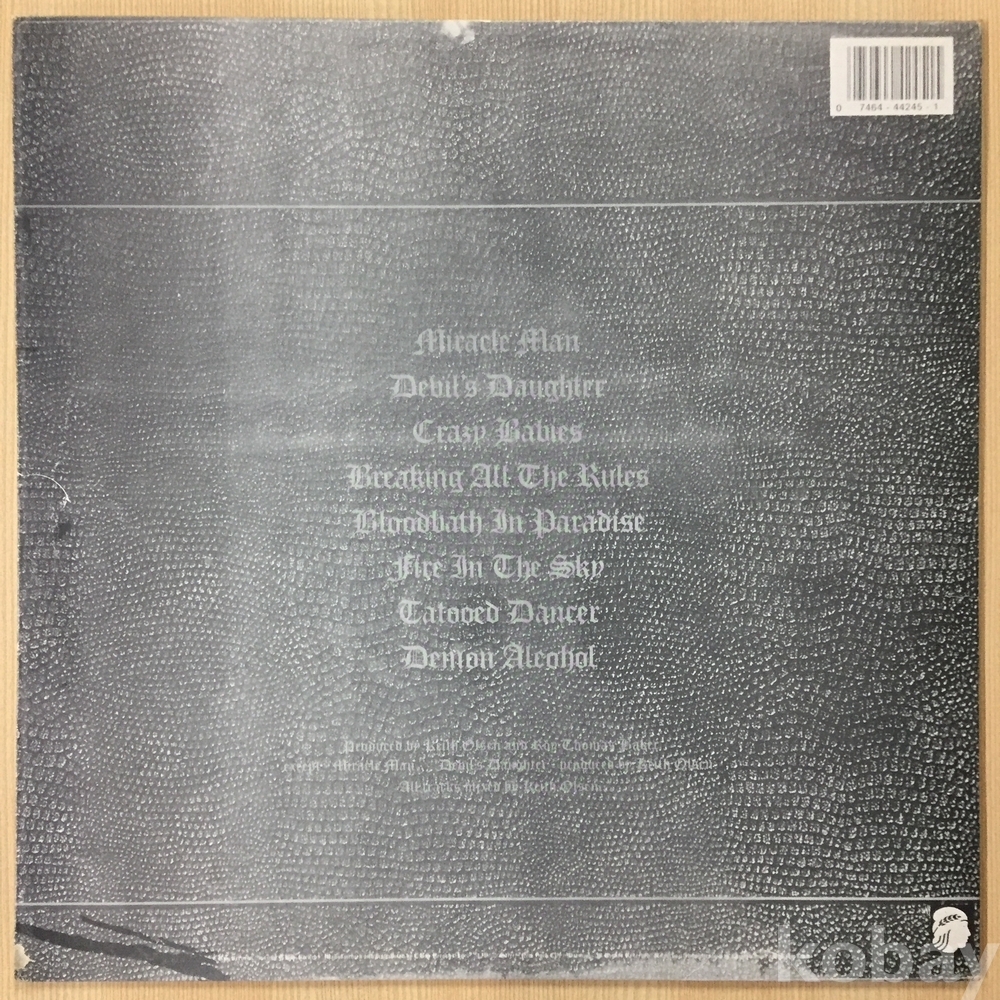 0 7464-44245-1
Miracle Man
Devil's Daughter
Crazy Babies
Breaking All The Rules
Bloodbath In Paradise
Fire In The Sky
Tatooed Dancer
Demon Alcohol
Produced by Keith Olsen and Roy Thomas Baker
except Miracle Man Devil's Daughter - produced by Keith Olsen
All tracks mixed by Keith Olsen
kobay